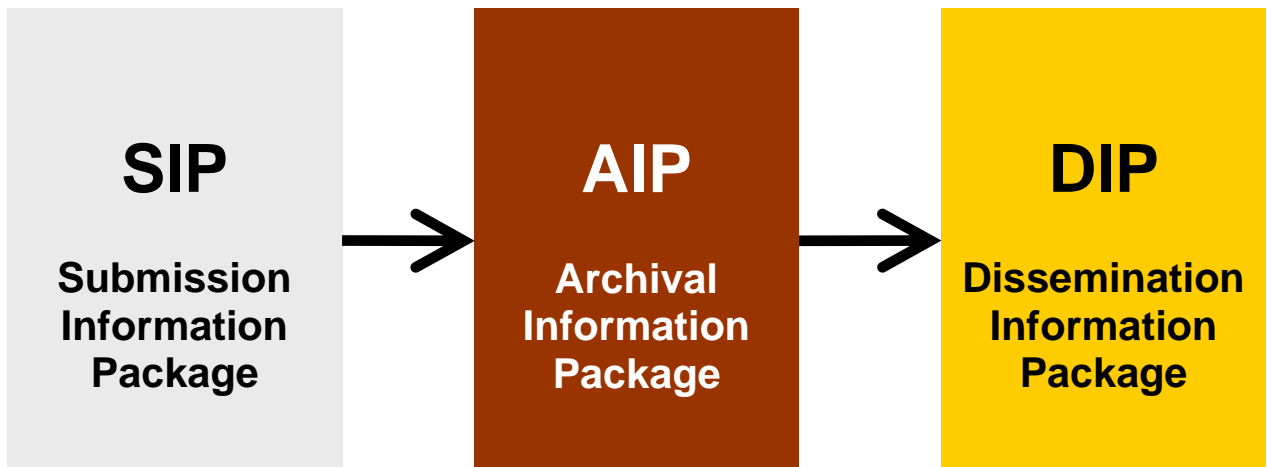 SIP
Submission
Information
Package
AIP
Archival
Information
Package
DIP
Dissemination
Information
Package